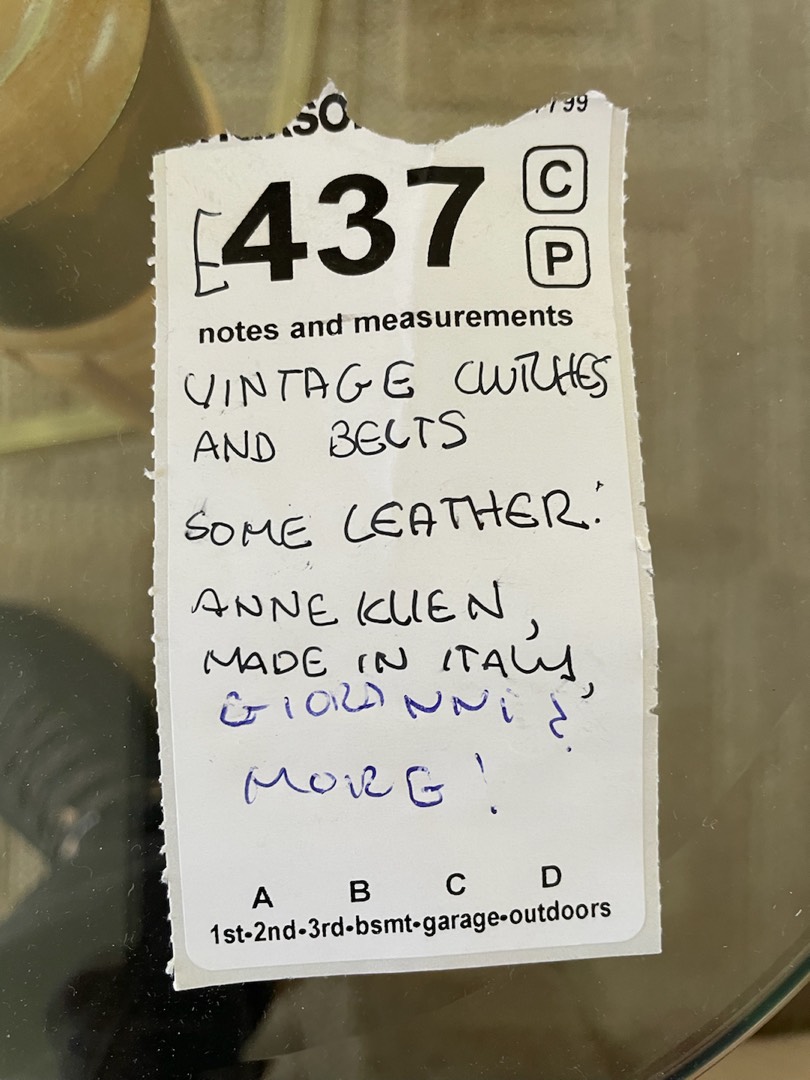 E437
C
P
notes and measurements
VINTAGE CLUTCHES
AND BELTS
SOME LEATHER:
ANNE KLIEN,
MADE IN ITALY,
GIOVANNI &
MORE!
A B C D
1st-2nd-3rd-bsmt-garage-outdoors